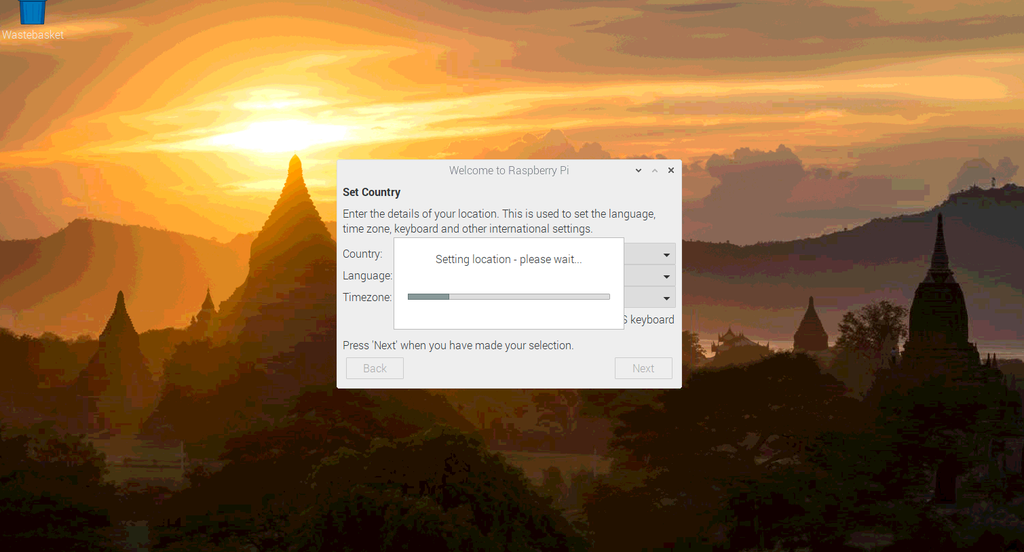 Wastebasket
Welcome to Raspberry Pi
Set Country
Enter the details of your location. This is used to set the language,
time zone, keyboard and other international settings.
Country:
Setting location - please wait...
Language:
Timezone:
keyboard
Press 'Next' when you have made your selection.
Back
Next